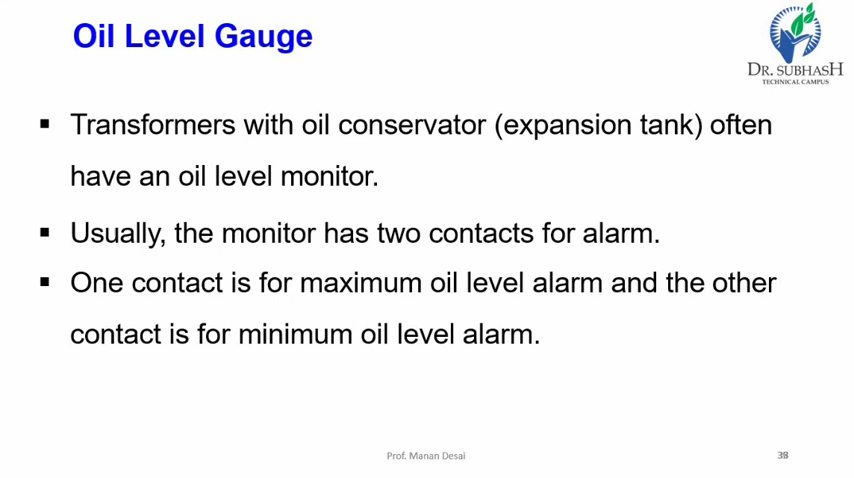 Oil Level Gauge
DR. SUBHASH
TECHNICAL CAMPUS
▪ Transformers with oil conservator (expansion tank) often
have an oil level monitor.
▪ Usually, the monitor has two contacts for alarm.
▪ One contact is for maximum oil level alarm and the other
contact is for minimum oil level alarm.
Prof. Manan Desai